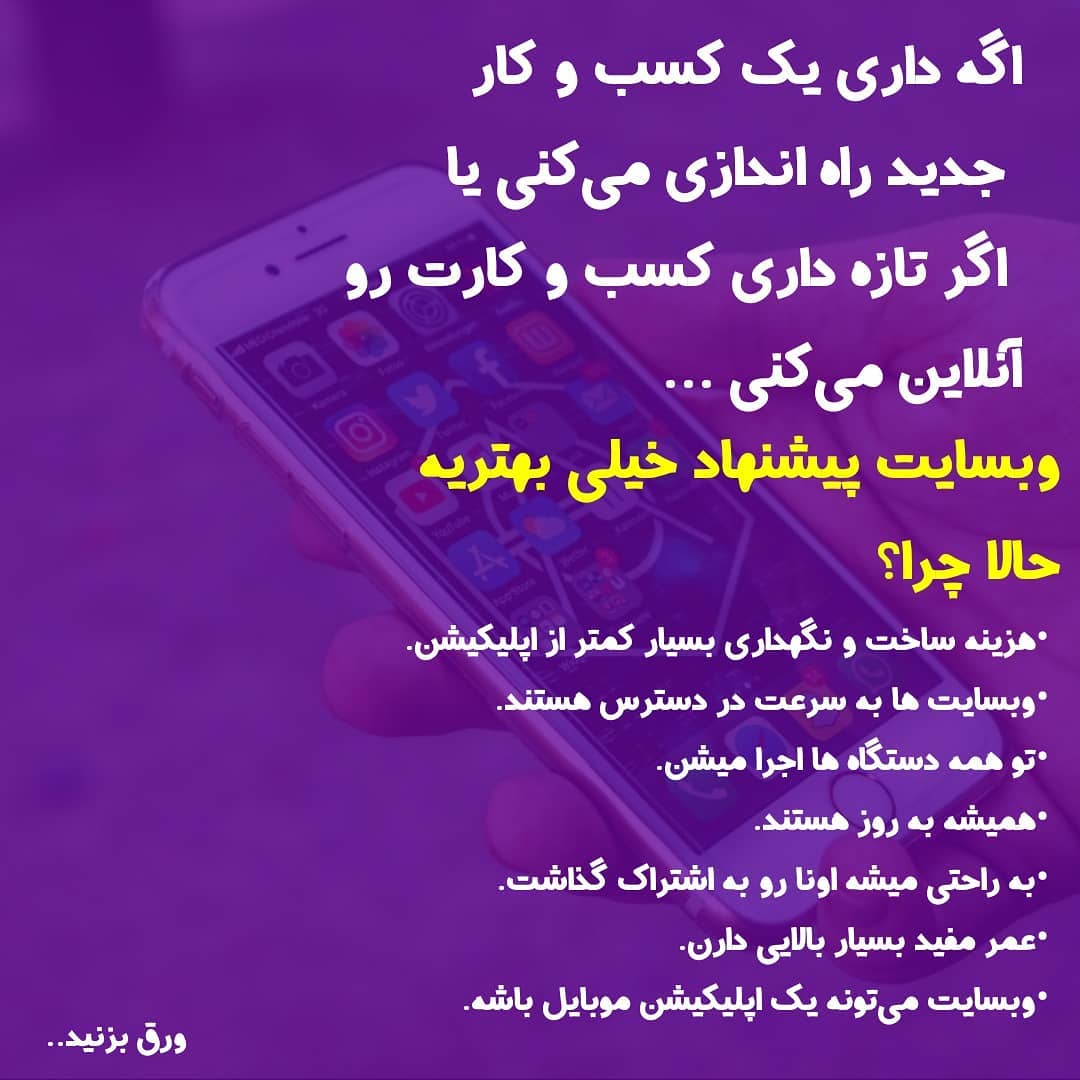 اگه داری یک کسب و کار
جدید راه اندازی می‌کنی یا
اگر تازه داری کسب و کارت رو
آنلاین می‌کنی ...
وبسایت پیشنهاد خیلی بهتریه
حالا چرا؟
•هزینه ساخت و نگهداری بسیار کمتر از اپلیکیشن.
•وبسایت ها به سرعت در دسترس هستند.
•تو همه دستگاه ها اجرا میشن.
•همیشه به روز هستند.
•به راحتی میشه اونا رو به اشتراک گذاشت.
•عمر مفید بسیار بالایی دارن.
•وبسایت می‌تونه یک اپلیکیشن موبایل باشه.
ورق بزنید..